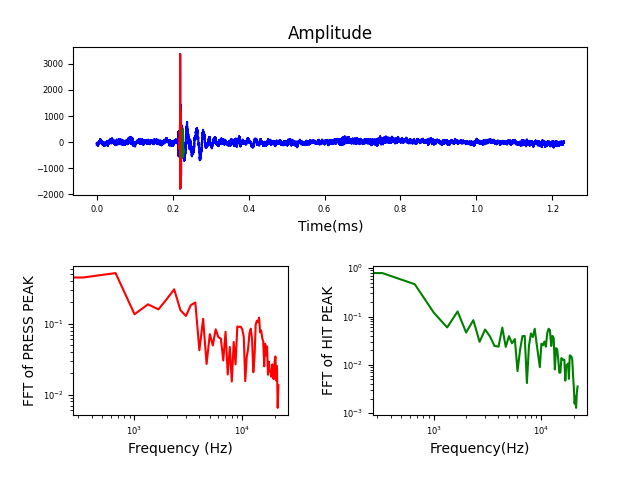 Amplitude
3000
2000
1000
0
−1000
−2000
0.0 0.2 0.4 0.6 0.8 1.0 1.2
Time(ms)
FFT of PRESS PEAK
10⁻¹
10⁻²
10³ 10⁴
Frequency (Hz)
FFT of HIT PEAK
10⁰
10⁻¹
10⁻²
10⁻³
10³ 10⁴
Frequency(Hz)